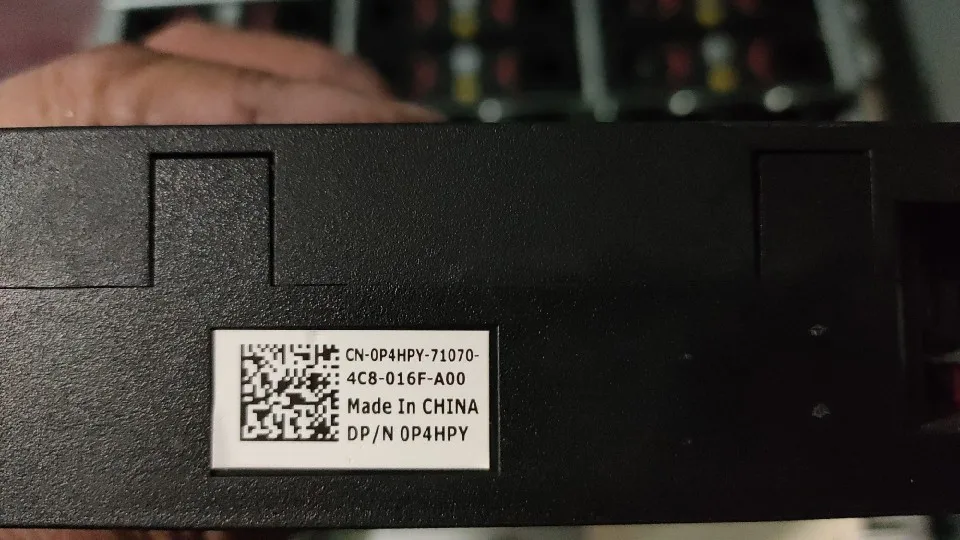 CN-0P4HPY-71070-
4C8-016F-A00
Made In CHINA
DP/N 0P4HPY